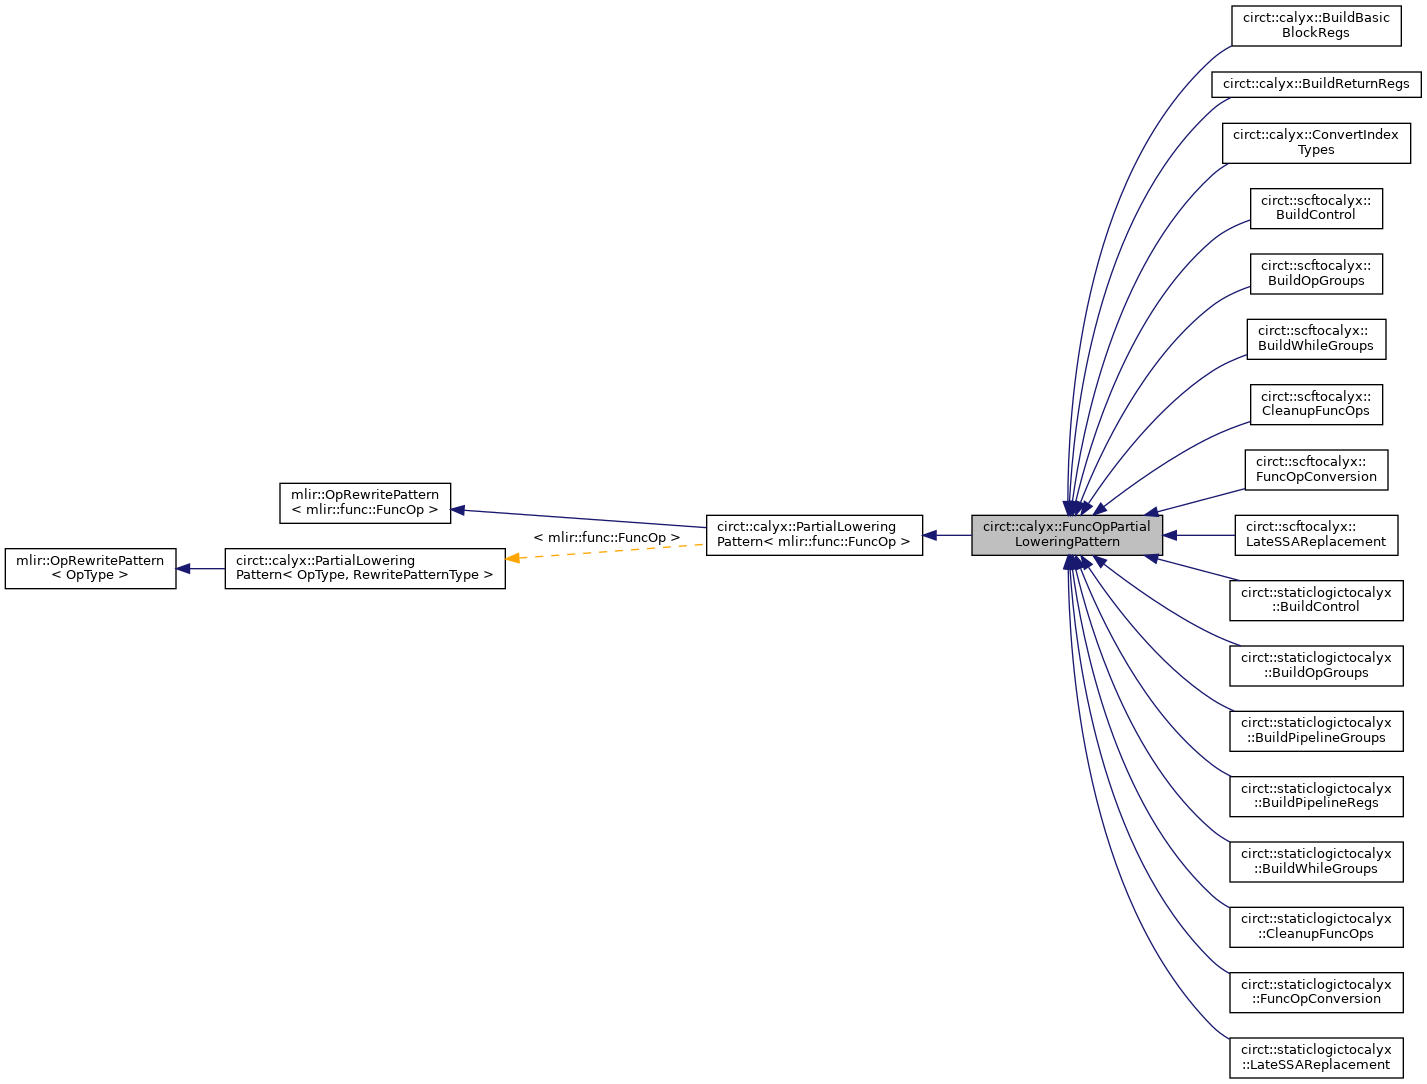 mlir::OpRewritePattern
< OpType >
mlir::OpRewritePattern
< mlir::func::FuncOp >
circt::calyx::PartialLowering
Pattern< OpType, RewritePatternType >
< mlir::func::FuncOp >
circt::calyx::PartialLowering
Pattern< mlir::func::FuncOp >
circt::calyx::FuncOpPartial
LoweringPattern
circt::calyx::BuildBasic
BlockRegs
circt::calyx::BuildReturnRegs
circt::calyx::ConvertIndex
Types
circt::scftocalyx::
BuildControl
circt::scftocalyx::
BuildOpGroups
circt::scftocalyx::
BuildWhileGroups
circt::scftocalyx::
CleanupFuncOps
circt::scftocalyx::
FuncOpConversion
circt::scftocalyx::
LateSSAReplacement
circt::staticlogictocalyx
::BuildControl
circt::staticlogictocalyx
::BuildOpGroups
circt::staticlogictocalyx
::BuildPipelineGroups
circt::staticlogictocalyx
::BuildPipelineRegs
circt::staticlogictocalyx
::BuildWhileGroups
circt::staticlogictocalyx
::CleanupFuncOps
circt::staticlogictocalyx
::FuncOpConversion
circt::staticlogictocalyx
::LateSSAReplacement